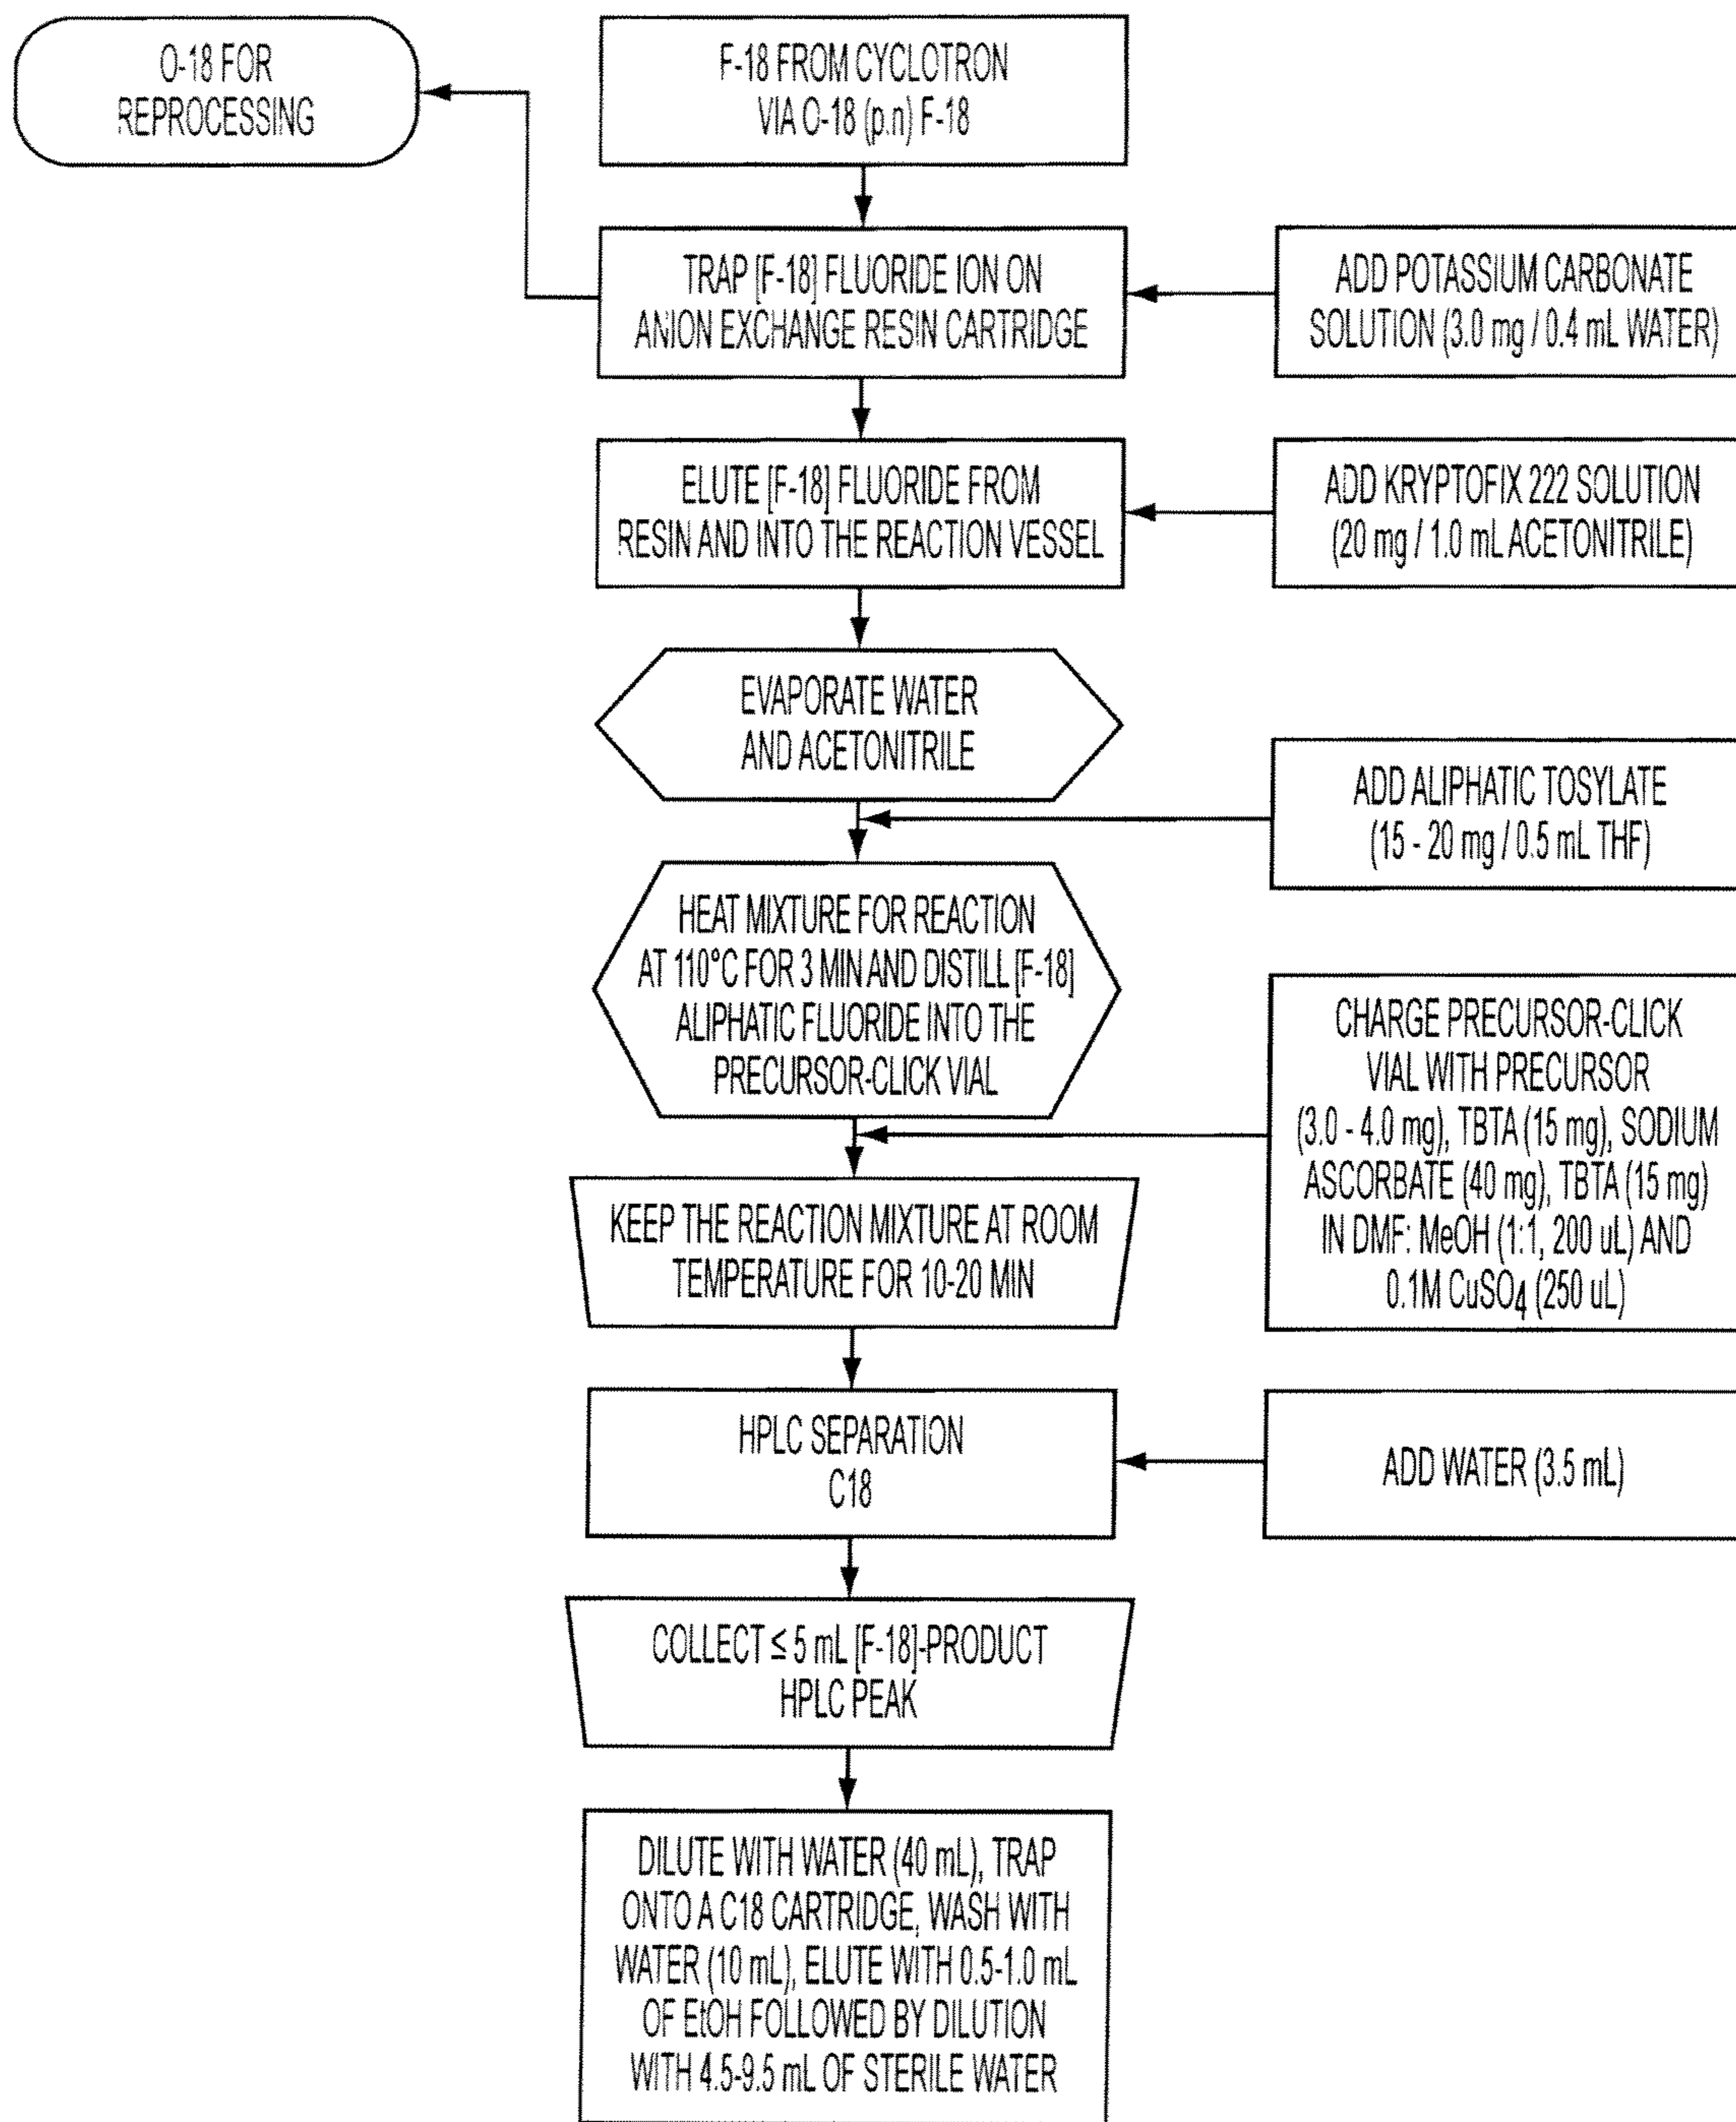 O-18 FOR
REPROCESSING
F-18 FROM CYCLOTRON
VIA O-18 (p.n) F-18
TRAP [F-18] FLUORIDE ION ON
ANION EXCHANGE RESIN CARTRIDGE
ADD POTASSIUM CARBONATE
SOLUTION (3.0 mg / 0.4 mL WATER)
ELUTE [F-18] FLUORIDE FROM
RESIN AND INTO THE REACTION VESSEL
ADD KRYPTOFIX 222 SOLUTION
(20 mg / 1.0 mL ACETONITRILE)
EVAPORATE WATER
AND ACETONITRILE
ADD ALIPHATIC TOSYLATE
(15 - 20 mg / 0.5 mL THF)
HEAT MIXTURE FOR REACTION
AT 110°C FOR 3 MIN AND DISTILL [F-18]
ALIPHATIC FLUORIDE INTO THE
PRECURSOR-CLICK VIAL
CHARGE PRECURSOR-CLICK
VIAL WITH PRECURSOR
(3.0 - 4.0 mg), TBTA (15 mg), SODIUM
ASCORBATE (40 mg), TBTA (15 mg)
IN DMF: MeOH (1:1, 200 uL) AND
0.1M CuSO4 (250 uL)
KEEP THE REACTION MIXTURE AT ROOM
TEMPERATURE FOR 10-20 MIN
HPLC SEPARATION
C18
ADD WATER (3.5 mL)
COLLECT ≤ 5 mL [F-18]-PRODUCT
HPLC PEAK
DILUTE WITH WATER (40 mL), TRAP
ONTO A C18 CARTRIDGE, WASH WITH
WATER (10 mL), ELUTE WITH 0.5-1.0 mL
OF EtOH FOLLOWED BY DILUTION
WITH 4.5-9.5 mL OF STERILE WATER